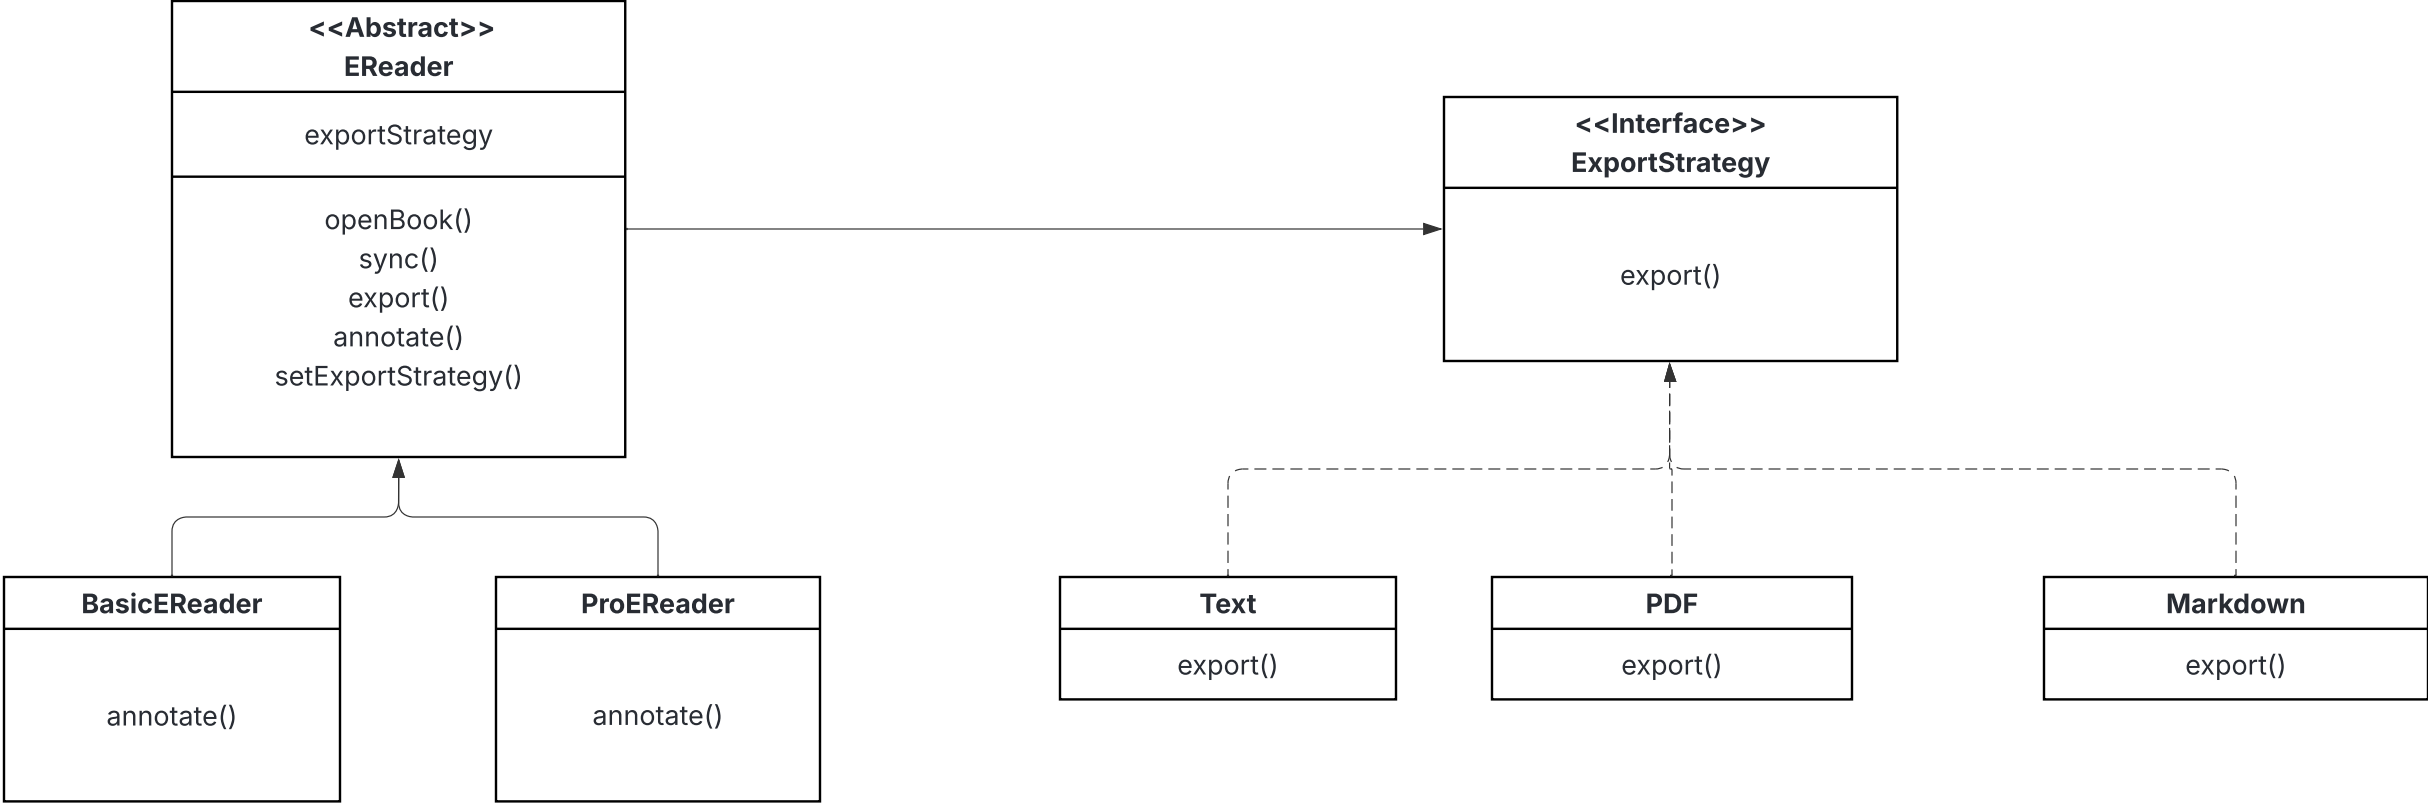 <<Abstract>>
EReader
exportStrategy
openBook()
sync()
export()
annotate()
setExportStrategy()
<<Interface>>
ExportStrategy
export()
BasicEReader
annotate()
ProEReader
annotate()
Text
export()
PDF
export()
Markdown
export()